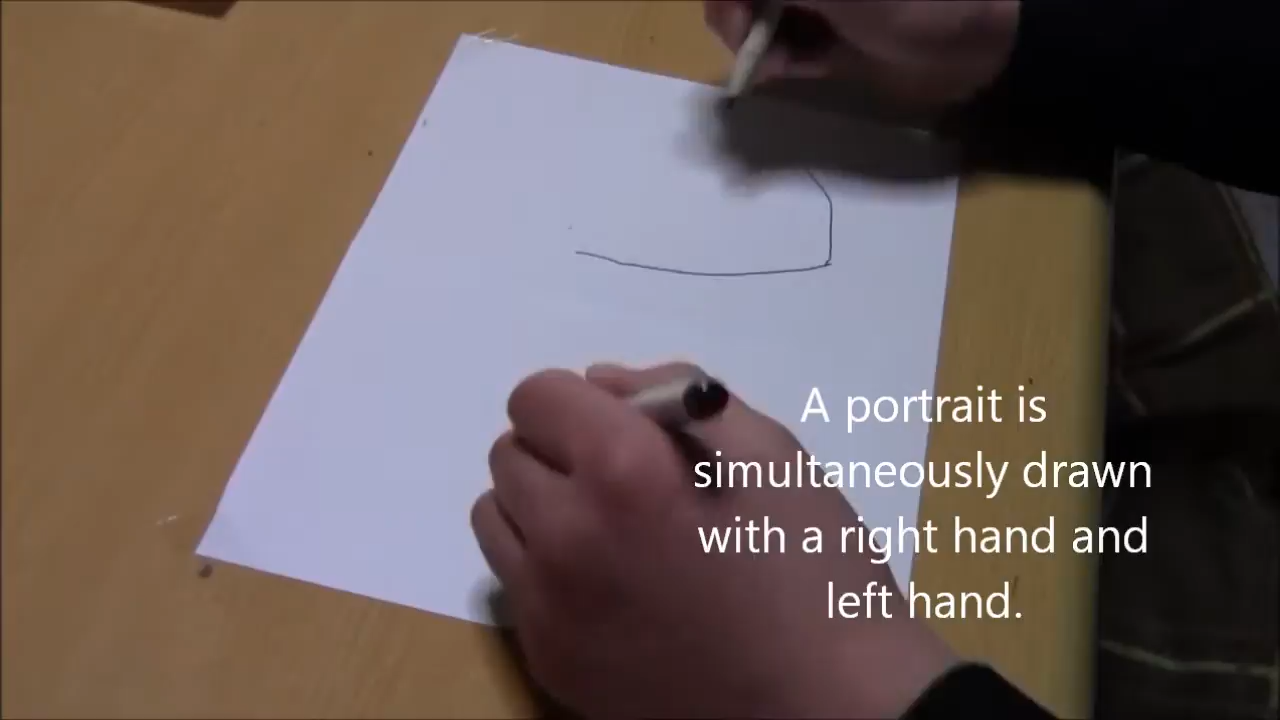 A portrait is
simultaneously drawn
with a right hand and
left hand.